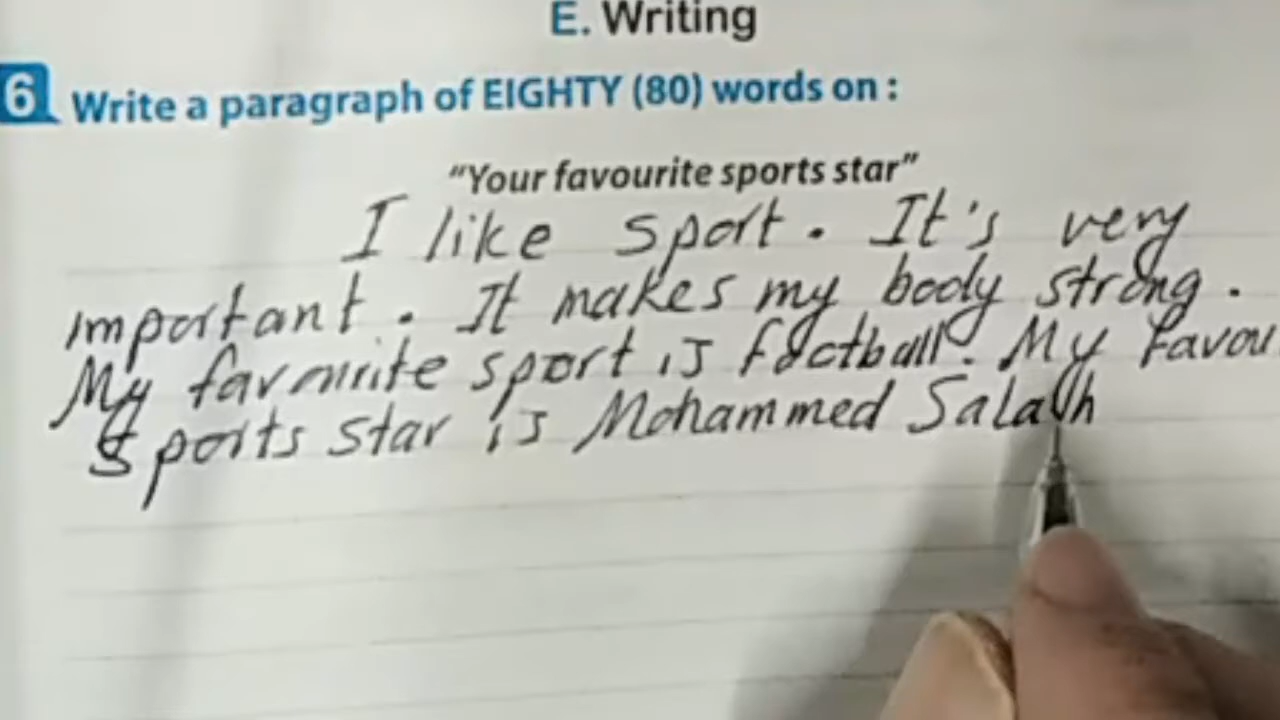 E. Writing
6 Write a paragraph of EIGHTY (80) words on :
"Your favourite sports star"
I like sport. It's very
important. It makes my body strong.
My favourite sport is football. My favou
sports star is Mohammed Salah